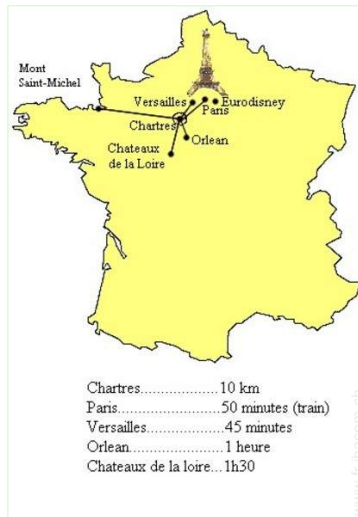 Mont
Saint-Michel
Versailles
Eurodisney
Paris
Chartres
Orlean
Chateaux
de la Loire
Chartres....................10 km
Paris..........................50 minutes (train)
Versailles..................45 minutes
Orlean.......................1 heure
Chateaux de la loire...1h30